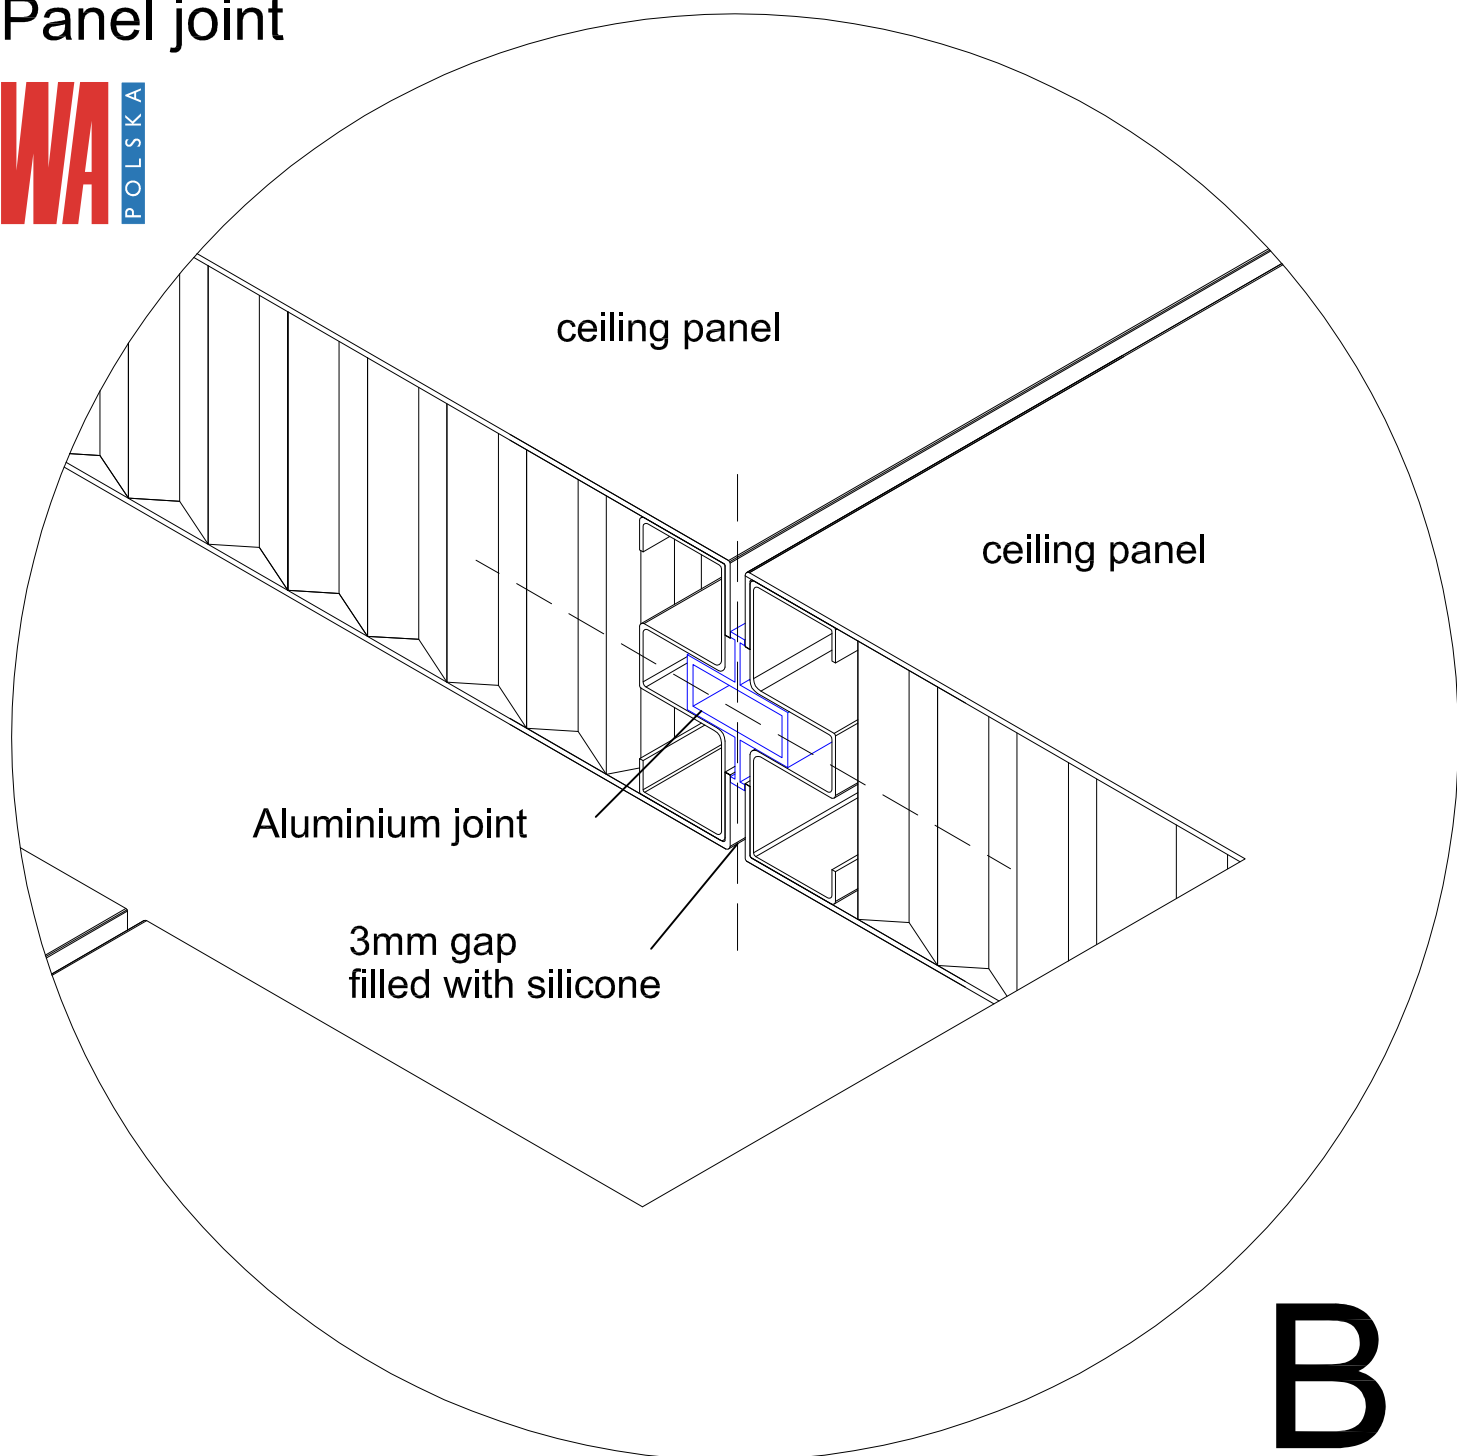 Panel joint
WA
POLSKA
ceiling panel
ceiling panel
Aluminium joint
3mm gap
filled with silicone
B